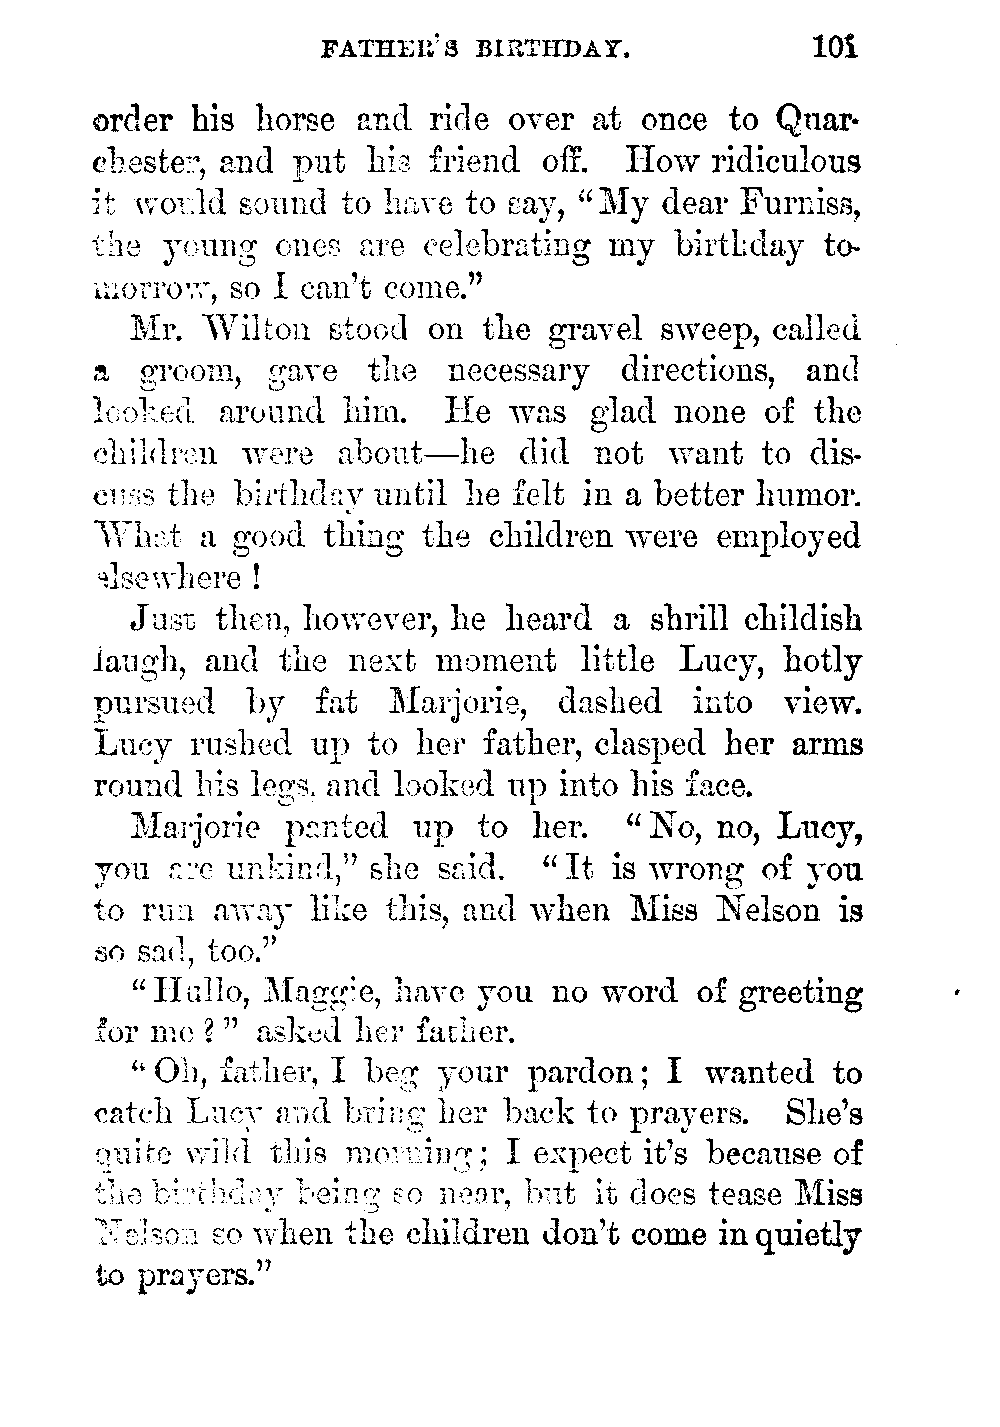 FATHER'S BIRTHDAY. 101
order his horse and ride over at once to Quar-
chester, and put his friend off. How ridiculous
it would sound to have to say, "My dear Furniss,
the young ones are celebrating my birthday to-
morrow, so I can't come."
Mr. Wilton stood on the gravel sweep, called
a groom, gave the necessary directions, and
looked around him. He was glad none of the
children were about—he did not want to dis-
cuss the birthday until he felt in a better humor.
What a good thing the children were employed
elsewhere!
Just then, however, he heard a shrill childish
laugh, and the next moment little Lucy, hotly
pursued by fat Marjorie, dashed into view.
Lucy rushed up to her father, clasped her arms
round his legs, and looked up into his face.
Marjorie panted up to her. "No, no, Lucy,
you are unkind," she said. "It is wrong of you
to run away like this, and when Miss Nelson is
so sad, too."
"Hullo, Maggie, have you no word of greeting
for me?" asked her father.
"Oh, father, I beg your pardon; I wanted to
catch Lucy and bring her back to prayers. She's
quite wild this morning; I expect it's because of
the birthday being so near, but it does tease Miss
Nelson so when the children don't come in quietly
to prayers."